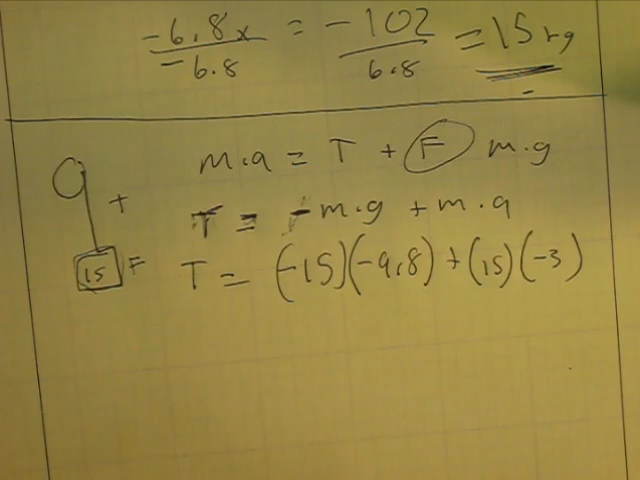 -6.8x / -6.8 = -102 / 6.8 = 15 kg
m·a = T + F m·g
+
T = -m·g + m·a
15 F T = (-15)(-9.8) + (15)(-3)